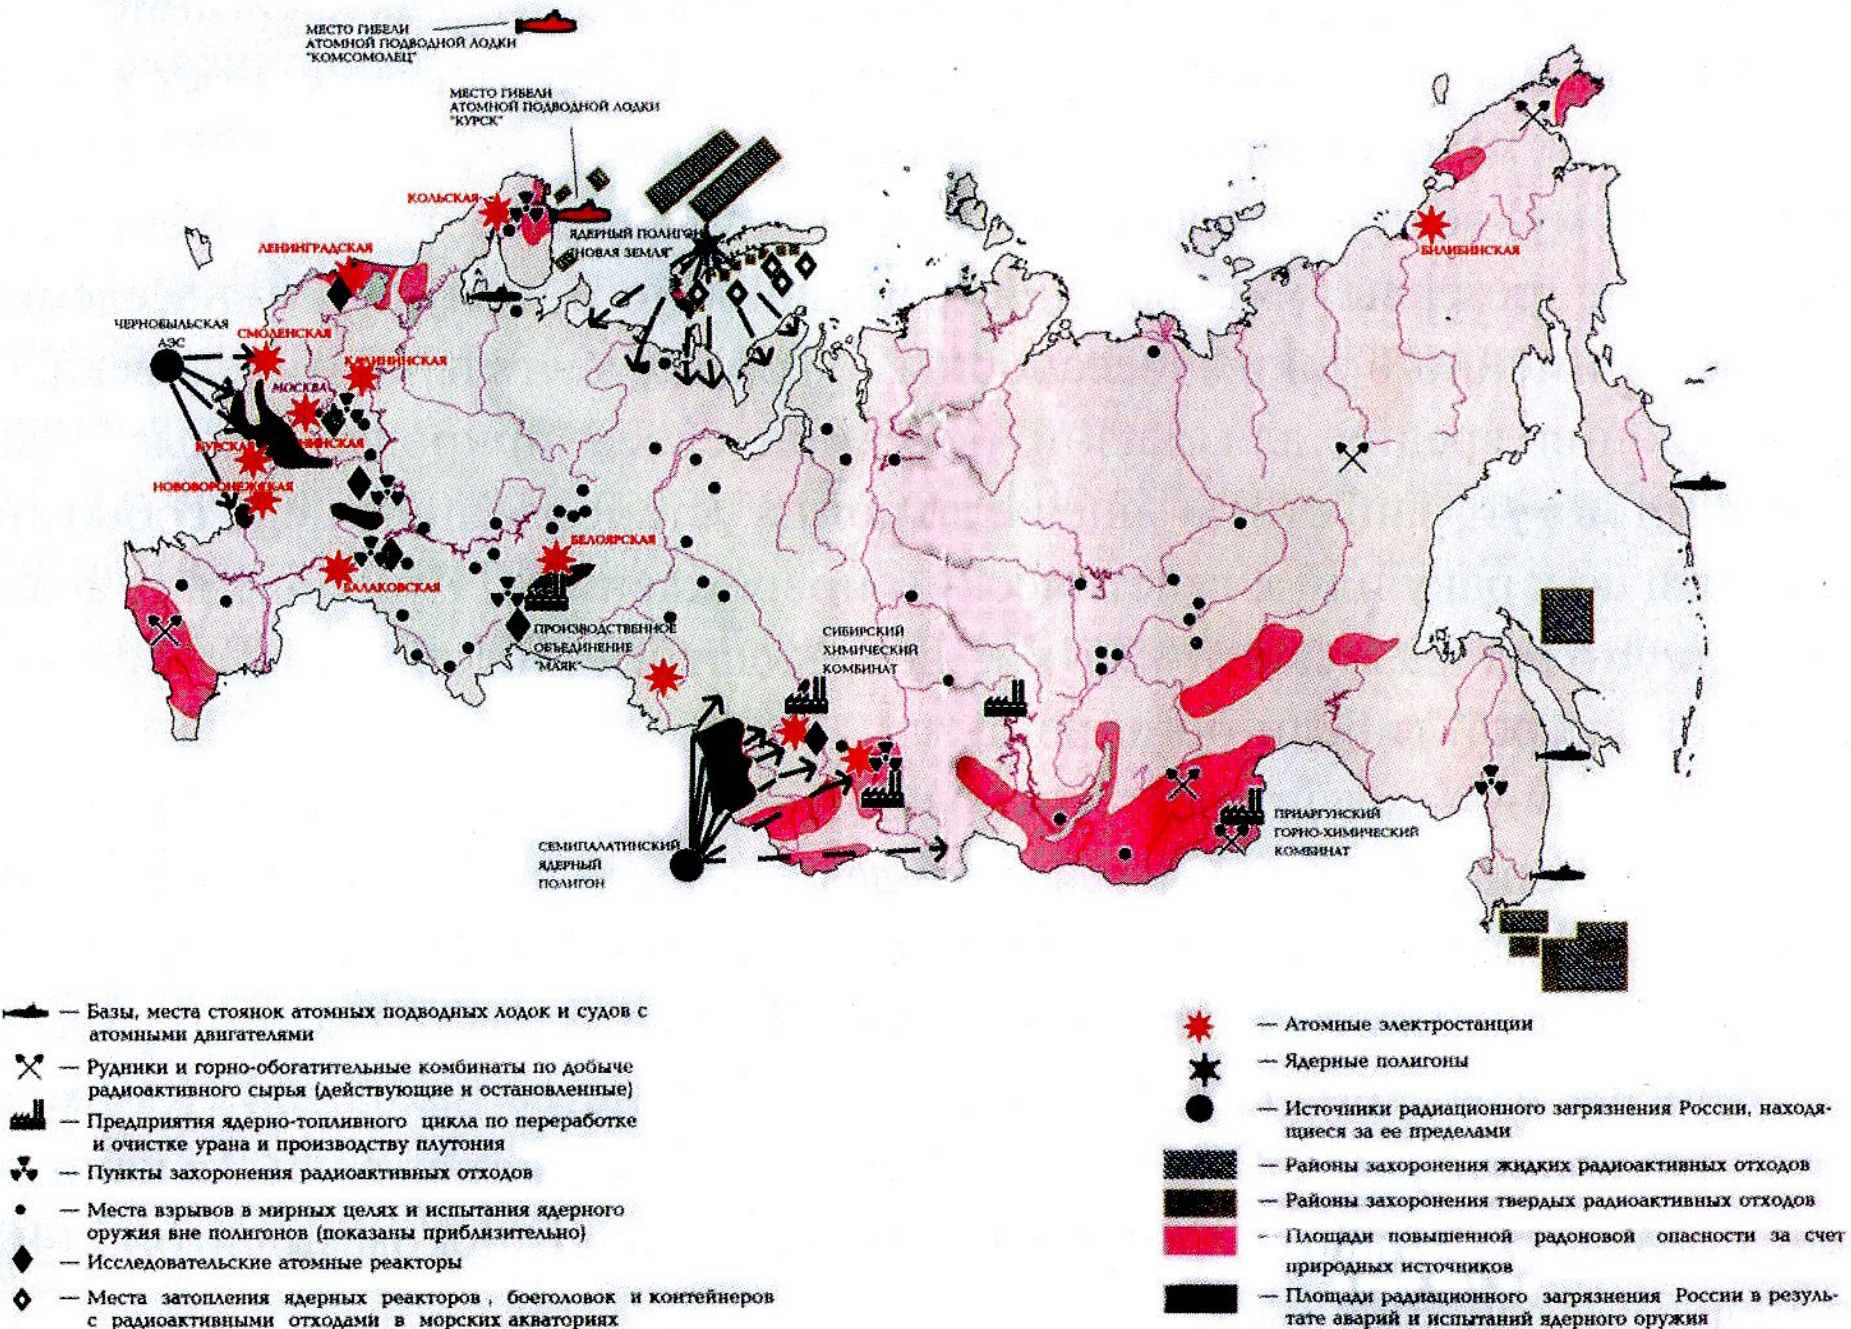 МЕСТО ГИБЕЛИ
АТОМНОЙ ПОДВОДНОЙ ЛОДКИ
"КОМСОМОЛЕЦ"
МЕСТО ГИБЕЛИ
АТОМНОЙ ПОДВОДНОЙ ЛОДКИ
"КУРСК"
КОЛЬСКАЯ
ЯДЕРНЫЙ ПОЛИГОН
"НОВАЯ ЗЕМЛЯ"
ЛЕНИНГРАДСКАЯ
БИЛИБИНСКАЯ
ЧЕРНОБЫЛЬСКАЯ
АЭС
СМОЛЕНСКАЯ
КАЛИНИНСКАЯ
МОСКВА
КУРСКАЯ
НИНСКАЯ
НОВОВОРОНЕЖСКАЯ
БЕЛОЯРСКАЯ
БАЛАКОВСКАЯ
ПРОИЗВОДСТВЕННОЕ
ОБЪЕДИНЕНИЕ
"МАЯК"
СИБИРСКИЙ
ХИМИЧЕСКИЙ
КОМБИНАТ
СЕМИПАЛАТИНСКИЙ
ЯДЕРНЫЙ
ПОЛИГОН
ПРИАРГУНСКИЙ
ГОРНО-ХИМИЧЕСКИЙ
КОМБИНАТ
— Базы, места стоянок атомных подводных лодок и судов с
атомными двигателями
— Рудники и горно-обогатительные комбинаты по добыче
радиоактивного сырья (действующие и остановленные)
— Предприятия ядерно-топливного цикла по переработке
и очистке урана и производству плутония
— Пункты захоронения радиоактивных отходов
— Места взрывов в мирных целях и испытания ядерного
оружия вне полигонов (показаны приблизительно)
— Исследовательские атомные реакторы
— Места затопления ядерных реакторов, боеголовок и контейнеров
с радиоактивными отходами в морских акваториях
— Атомные электростанции
— Ядерные полигоны
— Источники радиационного загрязнения России, находя-
щиеся за ее пределами
— Районы захоронения жидких радиоактивных отходов
— Районы захоронения твердых радиоактивных отходов
— Площади повышенной радоновой опасности за счет
природных источников
— Площади радиационного загрязнения России в резуль-
тате аварий и испытаний ядерного оружия